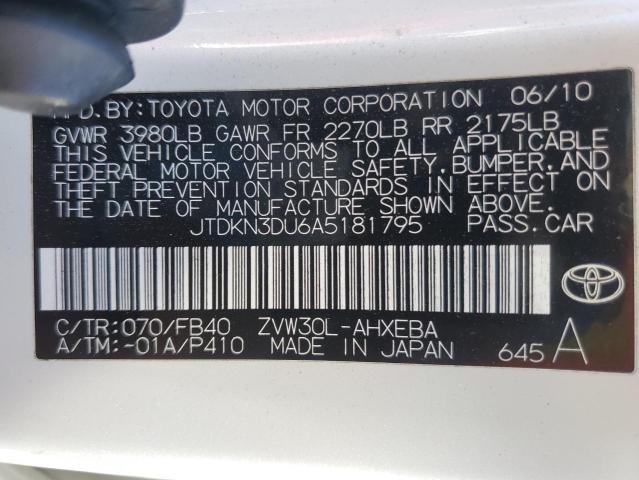 MFD. BY: TOYOTA MOTOR CORPORATION 06/10
GVWR 3980LB GAWR FR 2270LB RR 2175LB
THIS VEHICLE CONFORMS TO ALL APPLICABLE
FEDERAL MOTOR VEHICLE SAFETY, BUMPER, AND
THEFT PREVENTION STANDARDS IN EFFECT ON
THE DATE OF MANUFACTURE SHOWN ABOVE.
JTDKN3DU6A5181795 PASS. CAR
C/TR: 070/FB40 ZVW30L-AHXEBA
A/TM: -01A/P410 MADE IN JAPAN 645 A